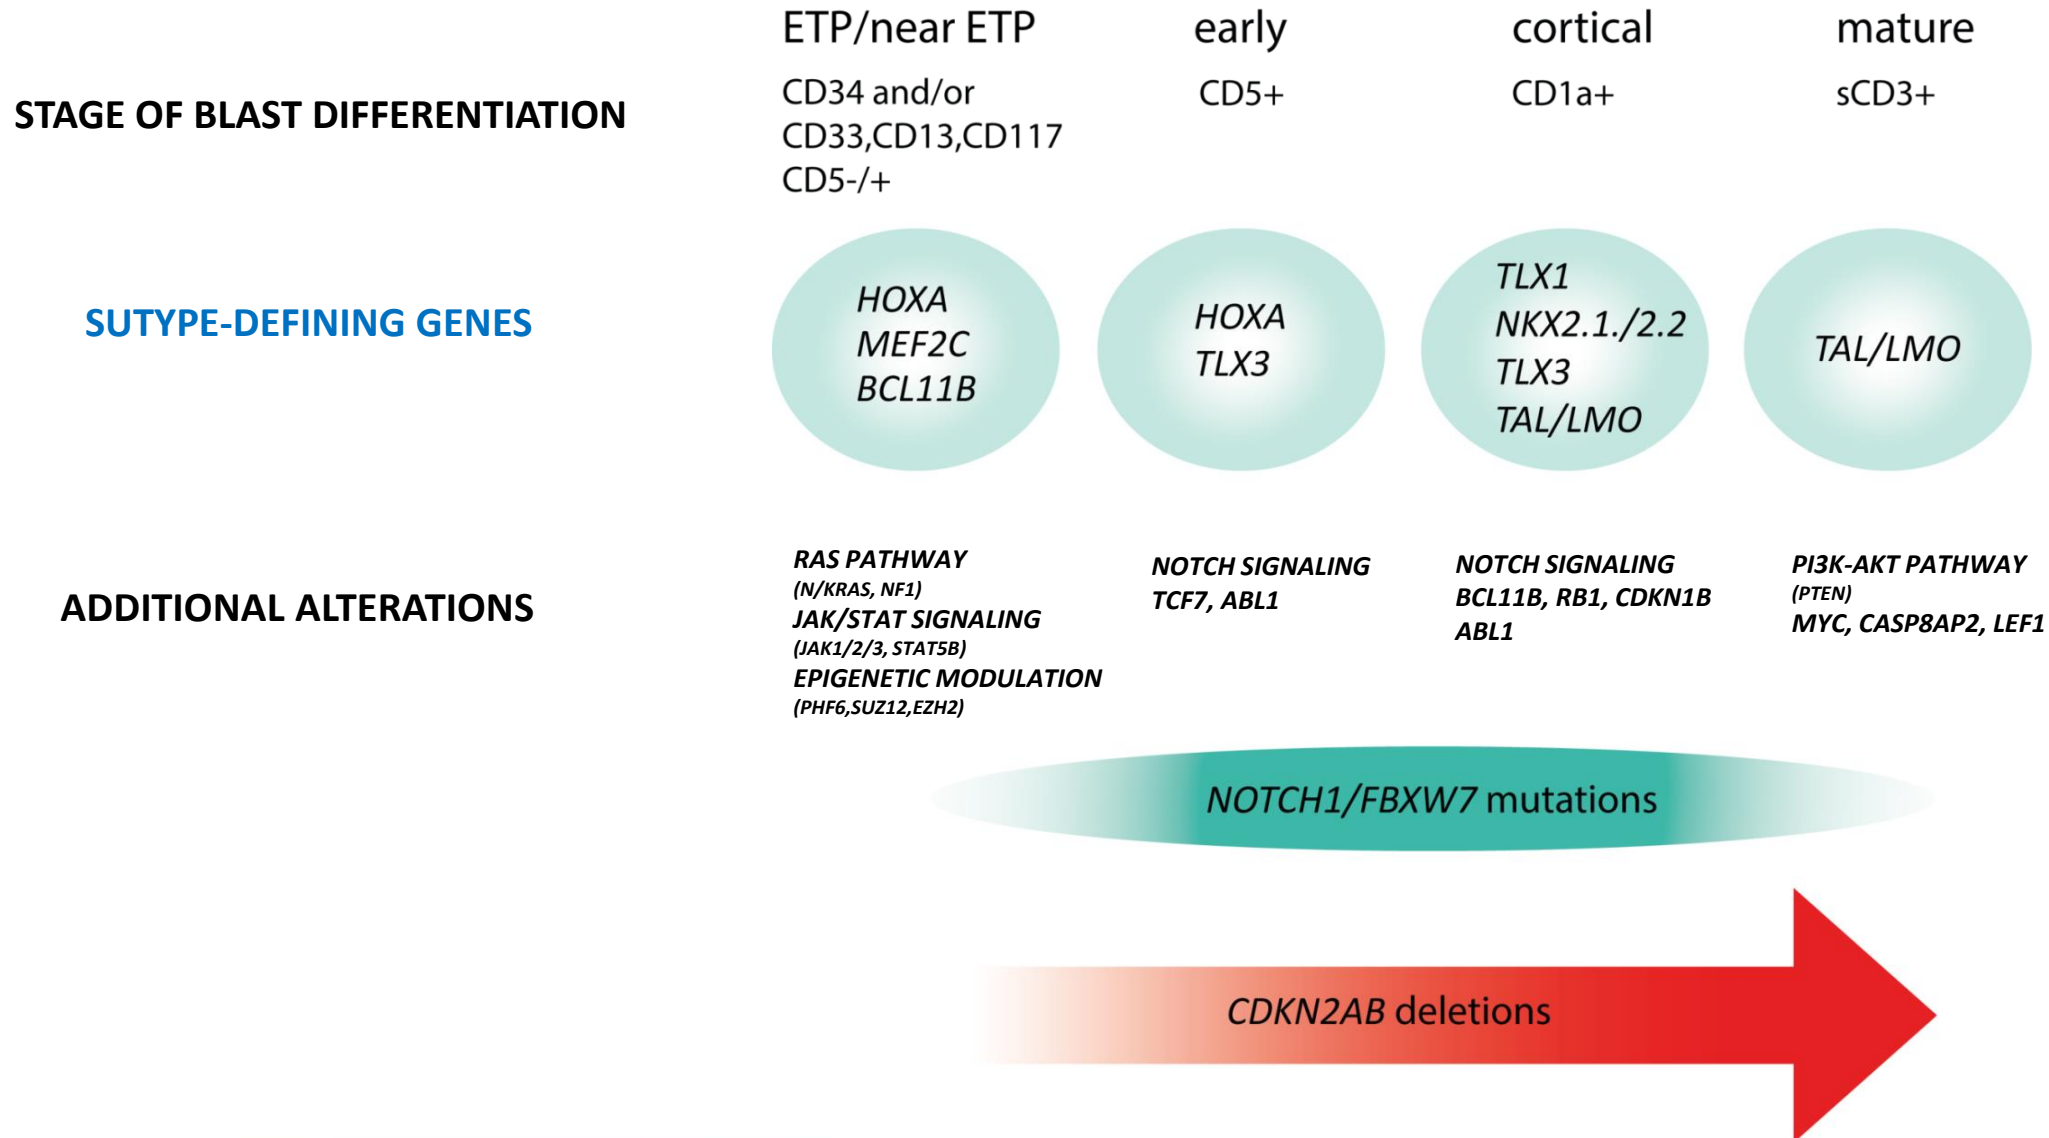 ETP/near ETP
early
cortical
mature
STAGE OF BLAST DIFFERENTIATION
CD34 and/or
CD33,CD13,CD117
CD5-/+
CD5+
CD1a+
sCD3+
SUTYPE-DEFINING GENES
HOXA
MEF2C
BCL11B
HOXA
TLX3
TLX1
NKX2.1./2.2
TLX3
TAL/LMO
TAL/LMO
ADDITIONAL ALTERATIONS
RAS PATHWAY
(N/KRAS, NF1)
JAK/STAT SIGNALING
(JAK1/2/3, STAT5B)
EPIGENETIC MODULATION
(PHF6,SUZ12,EZH2)
NOTCH SIGNALING
TCF7, ABL1
NOTCH SIGNALING
BCL11B, RB1, CDKN1B
ABL1
PI3K-AKT PATHWAY
(PTEN)
MYC, CASP8AP2, LEF1
NOTCH1/FBXW7 mutations
CDKN2AB deletions